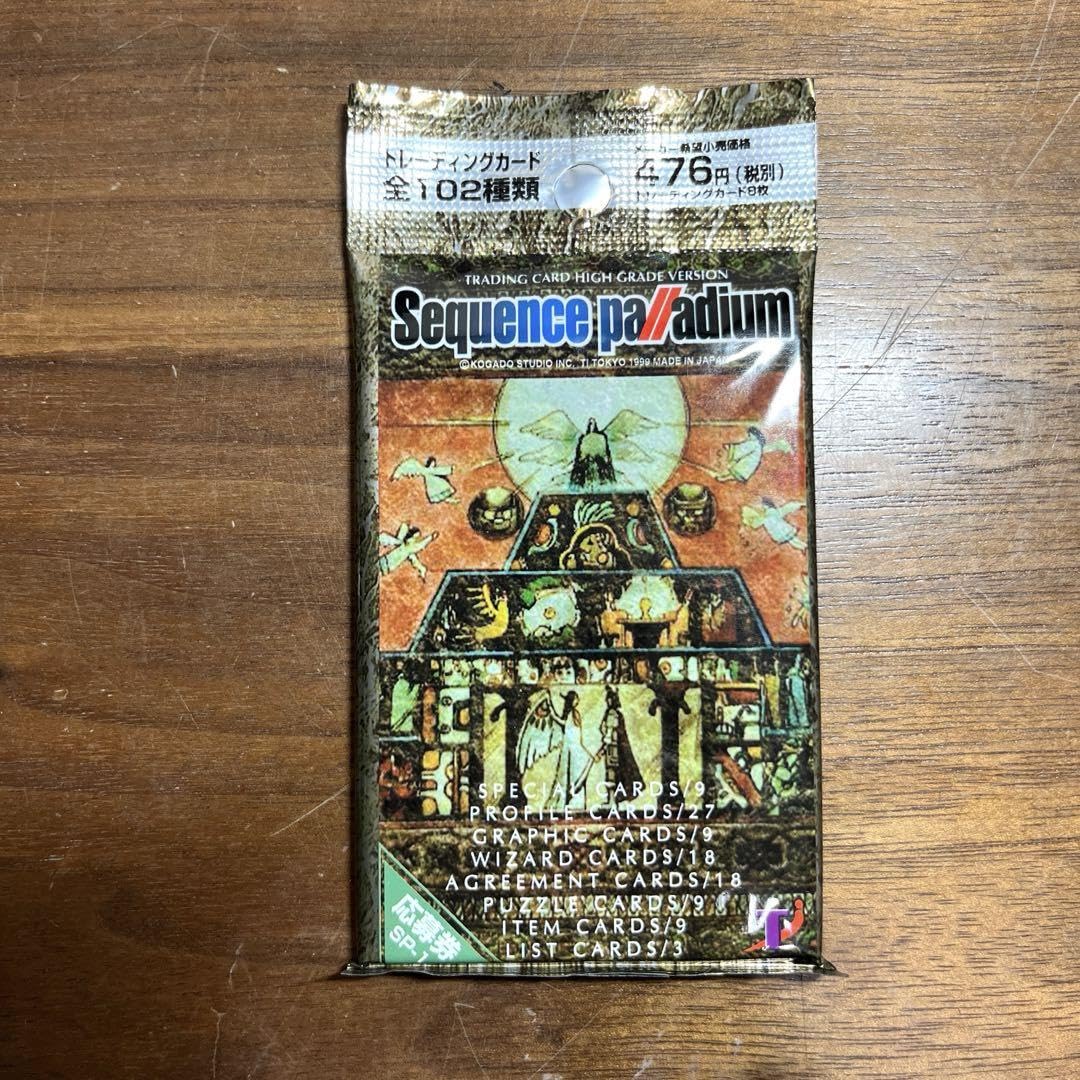 トレーディングカード
全102種類
メーカー希望小売価格
476円(税別)
トレーディングカード9枚
TRADING CARD HIGH GRADE VERSION
Sequence palladium
©KOGADO STUDIO INC. TI TOKYO 1999 MADE IN JAPAN
SPECIAL CARDS/9
PROFILE CARDS/27
GRAPHIC CARDS/9
WIZARD CARDS/18
AGREEMENT CARDS/18
PUZZLE CARDS/9
ITEM CARDS/9
LIST CARDS/3
応募券
SP-1